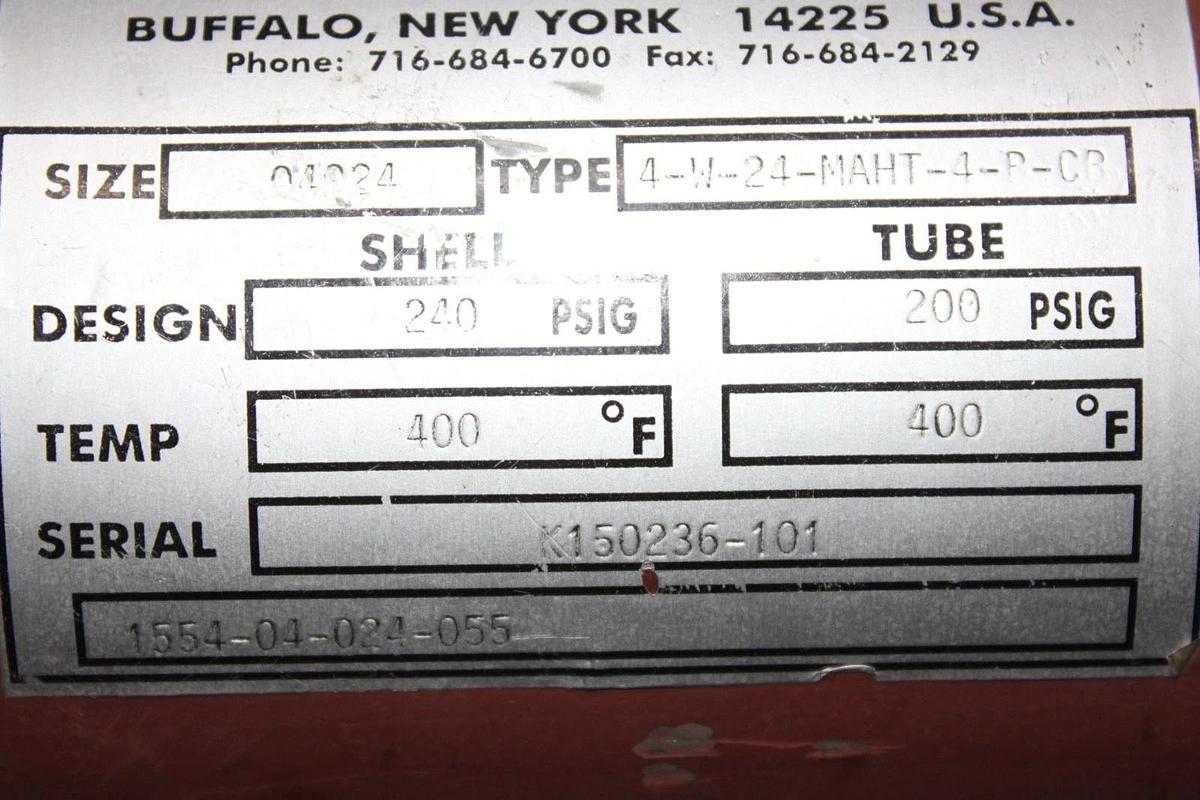 BUFFALO, NEW YORK 14225 U.S.A.
Phone: 716-684-6700 Fax: 716-684-2129
SIZE 04024 TYPE 4-W-24-MAHT-4-B-CB
SHELL TUBE
DESIGN 240 PSIG 200 PSIG
TEMP 400 °F 400 °F
SERIAL K150236-101
1554-04-024-055